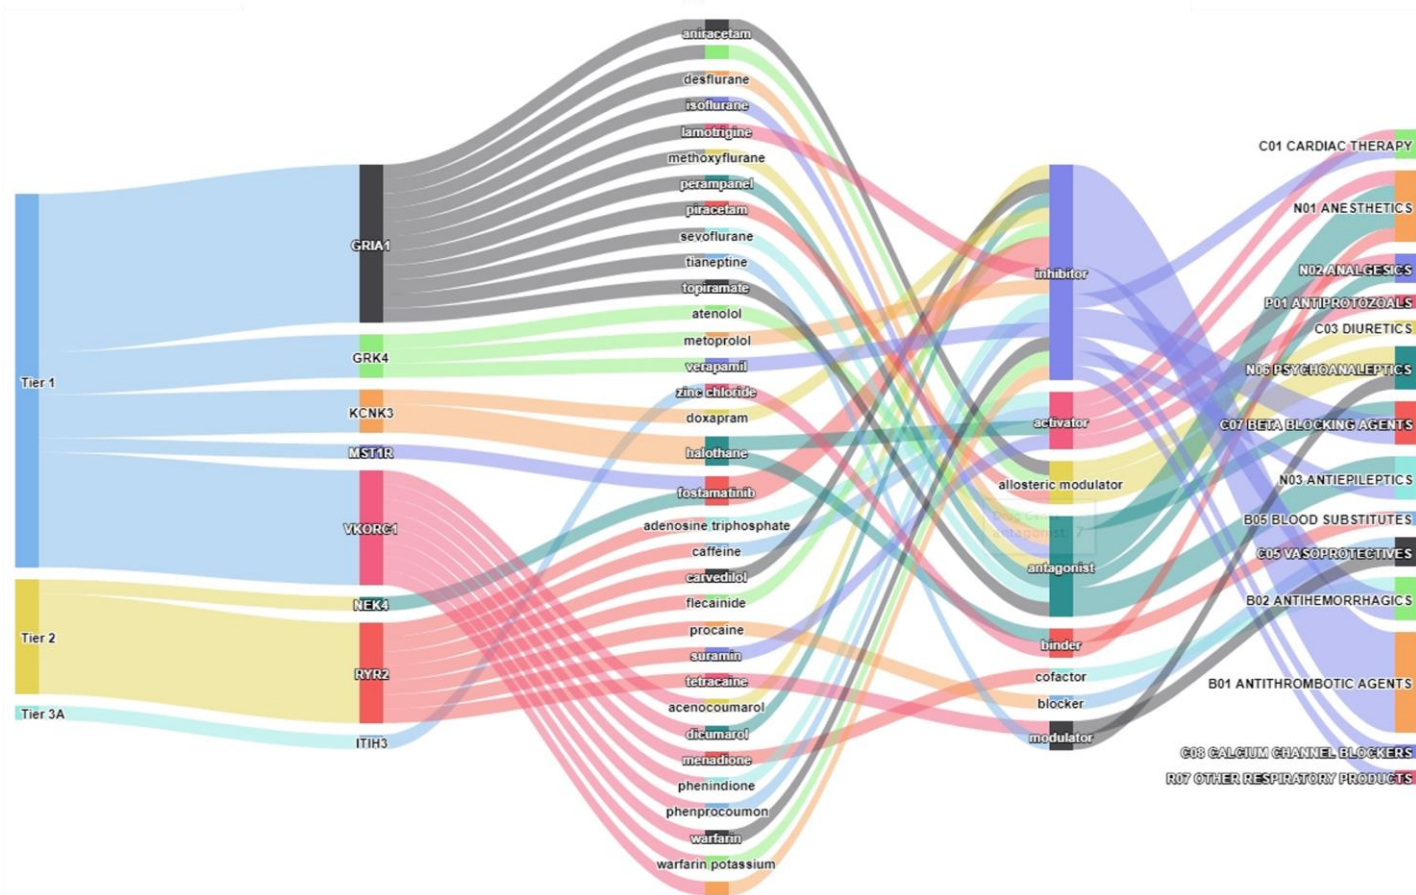 Tier 1
Tier 2
Tier 3A
GRIA1
GRK4
KCNK3
MST1R
VKORC1
NEK4
RYR2
ITIH3
aniracetam
desflurane
isoflurane
lamotrigine
methoxyflurane
perampanel
piracetam
sevoflurane
tianeptine
topiramate
atenolol
metoprolol
verapamil
zinc chloride
doxapram
halothane
fostamatinib
adenosine triphosphate
caffeine
carvedilol
flecainide
procaine
suramin
tetracaine
acenocoumarol
dicumarol
menadione
phenindione
phenprocoumon
warfarin
warfarin potassium
inhibitor
activator
allosteric modulator
antagonist: 7
antagonist
binder
cofactor
blocker
modulator
C01 CARDIAC THERAPY
N01 ANESTHETICS
N02 ANALGESICS
P01 ANTIPROTOZOALS
C03 DIURETICS
N06 PSYCHOANALEPTICS
C07 BETA BLOCKING AGENTS
N03 ANTIEPILEPTICS
B05 BLOOD SUBSTITUTES
C05 VASOPROTECTIVES
B02 ANTIHEMORRHAGICS
B01 ANTITHROMBOTIC AGENTS
C08 CALCIUM CHANNEL BLOCKERS
R07 OTHER RESPIRATORY PRODUCTS